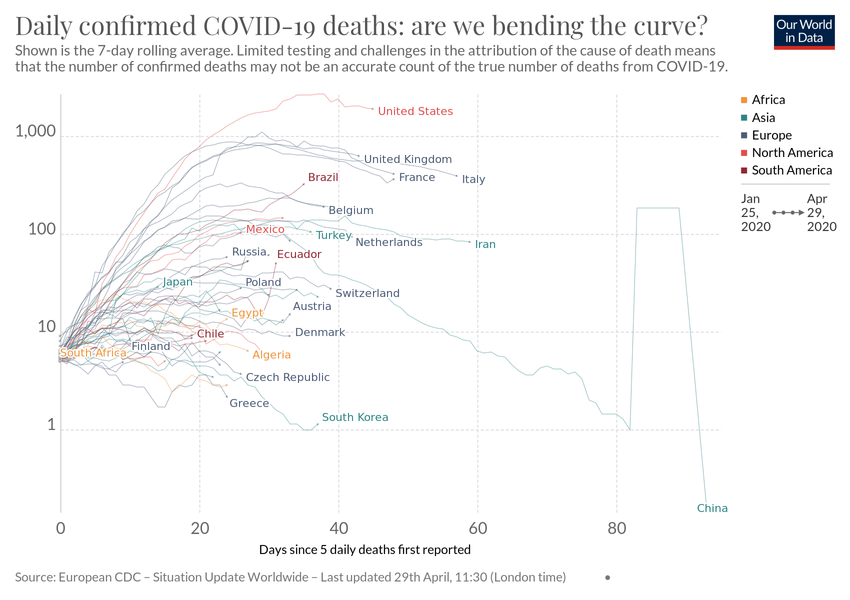 Daily confirmed COVID-19 deaths: are we bending the curve?
Shown is the 7-day rolling average. Limited testing and challenges in the attribution of the cause of death means
that the number of confirmed deaths may not be an accurate count of the true number of deaths from COVID-19.
Our World
in Data
Africa
Asia
Europe
North America
South America
Jan
25,
2020
Apr
29,
2020
1,000
100
10
1
United States
United Kingdom
Brazil
France
Italy
Belgium
Mexico
Turkey
Netherlands
Iran
Russia
Ecuador
Japan
Poland
Switzerland
Austria
Egypt
Chile
Denmark
South Africa
Finland
Algeria
Czech Republic
Greece
South Korea
China
0
20
40
60
80
Days since 5 daily deaths first reported
Source: European CDC – Situation Update Worldwide – Last updated 29th April, 11:30 (London time)